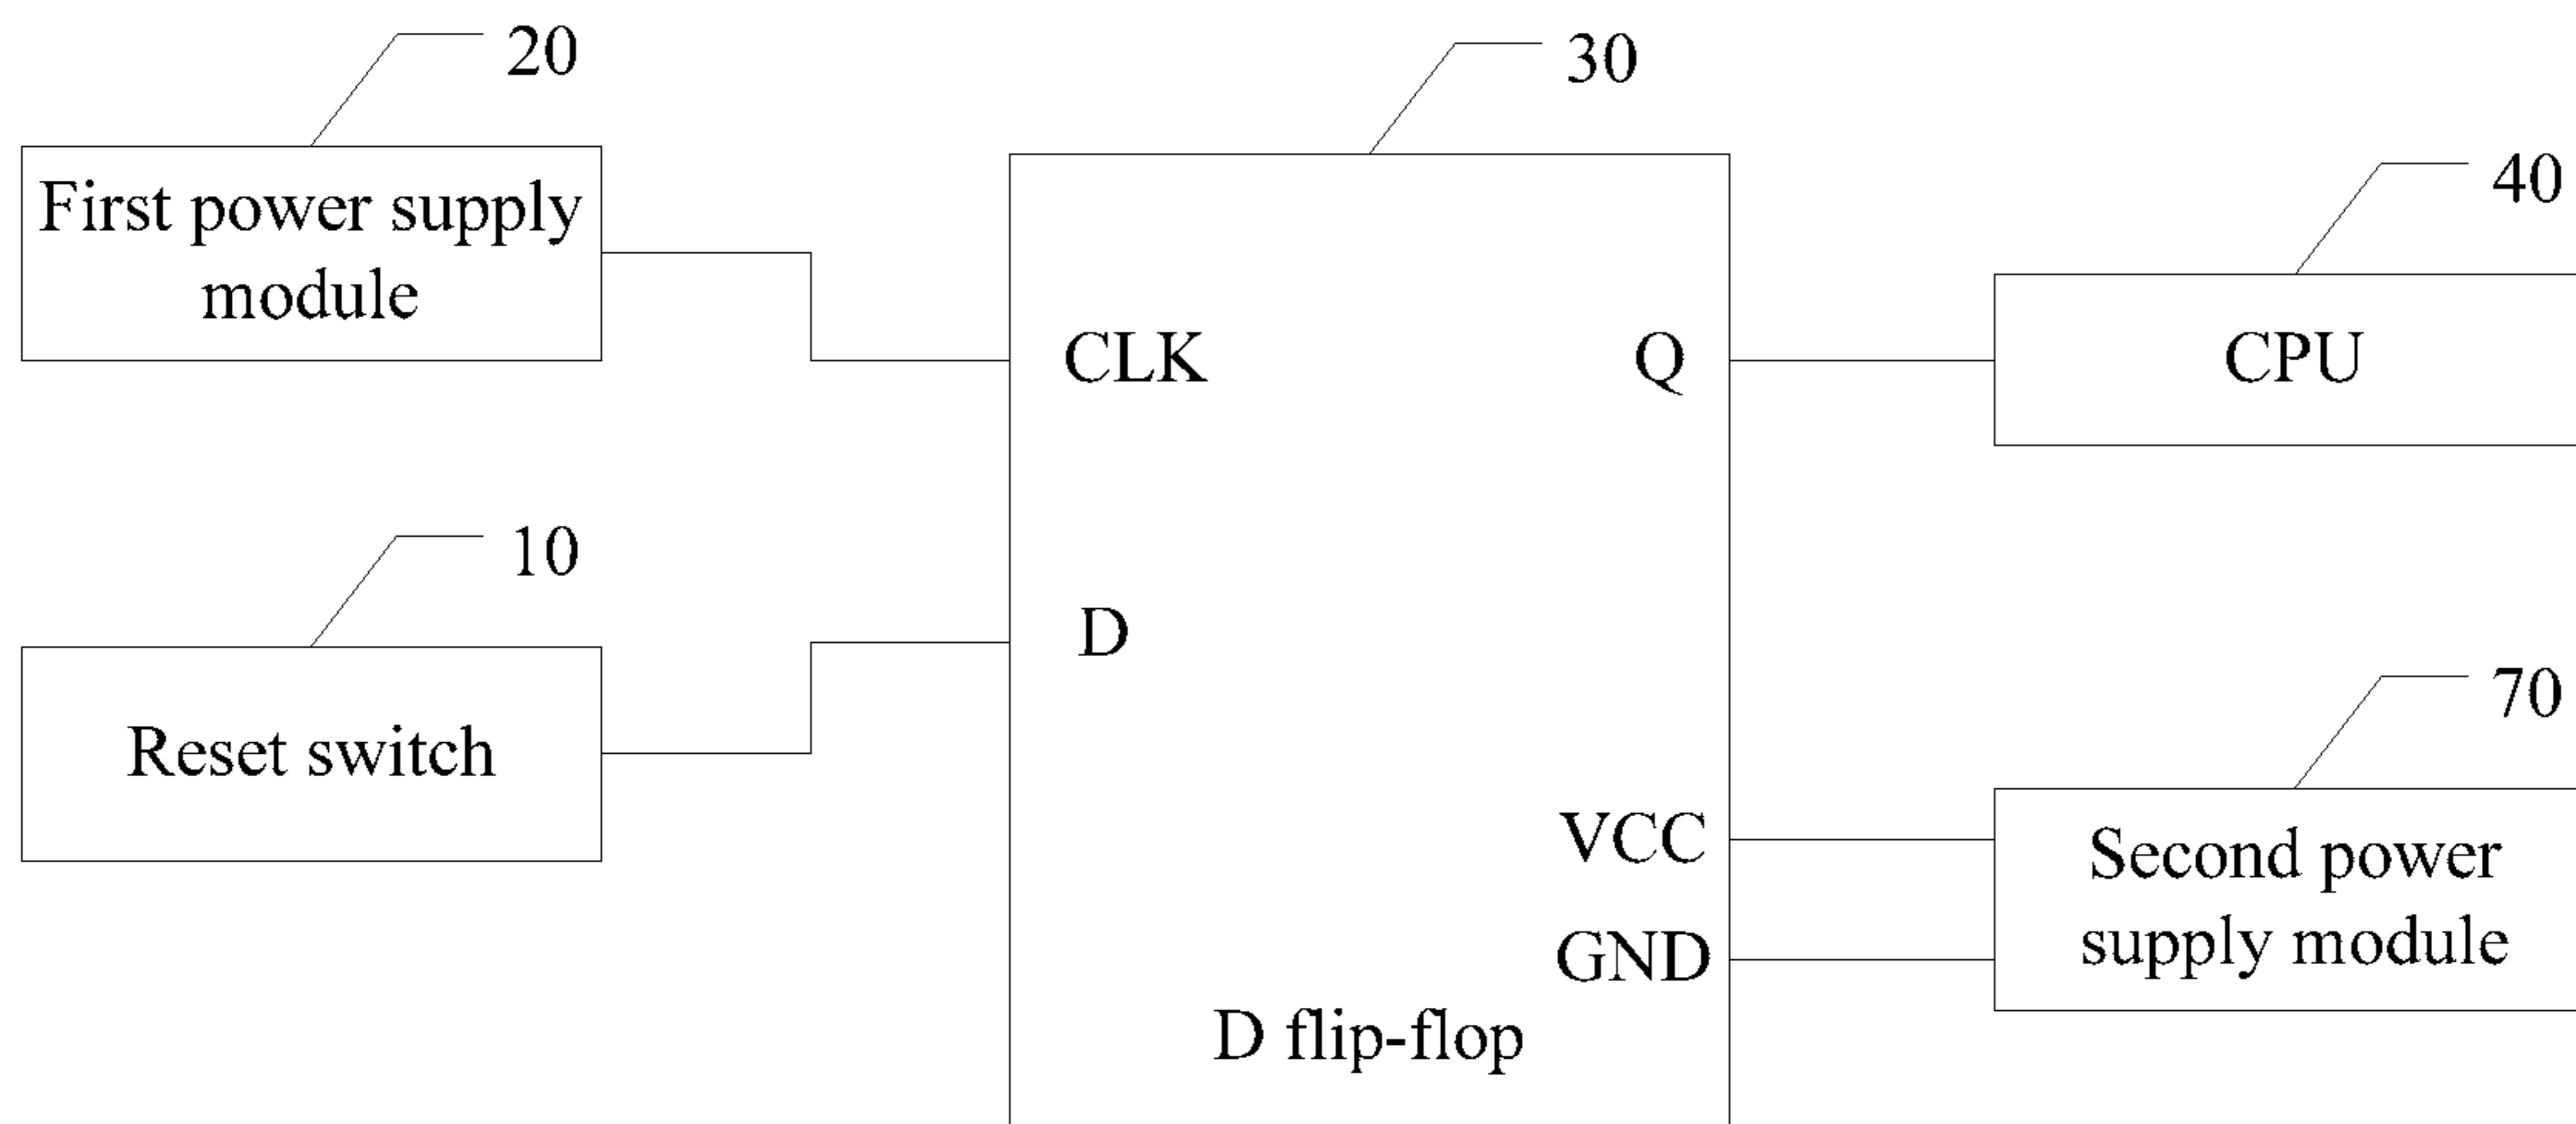 20
30
First power supply
module
40
CLK
Q
CPU
10
D
70
Reset switch
VCC
Second power
supply module
GND
D flip-flop